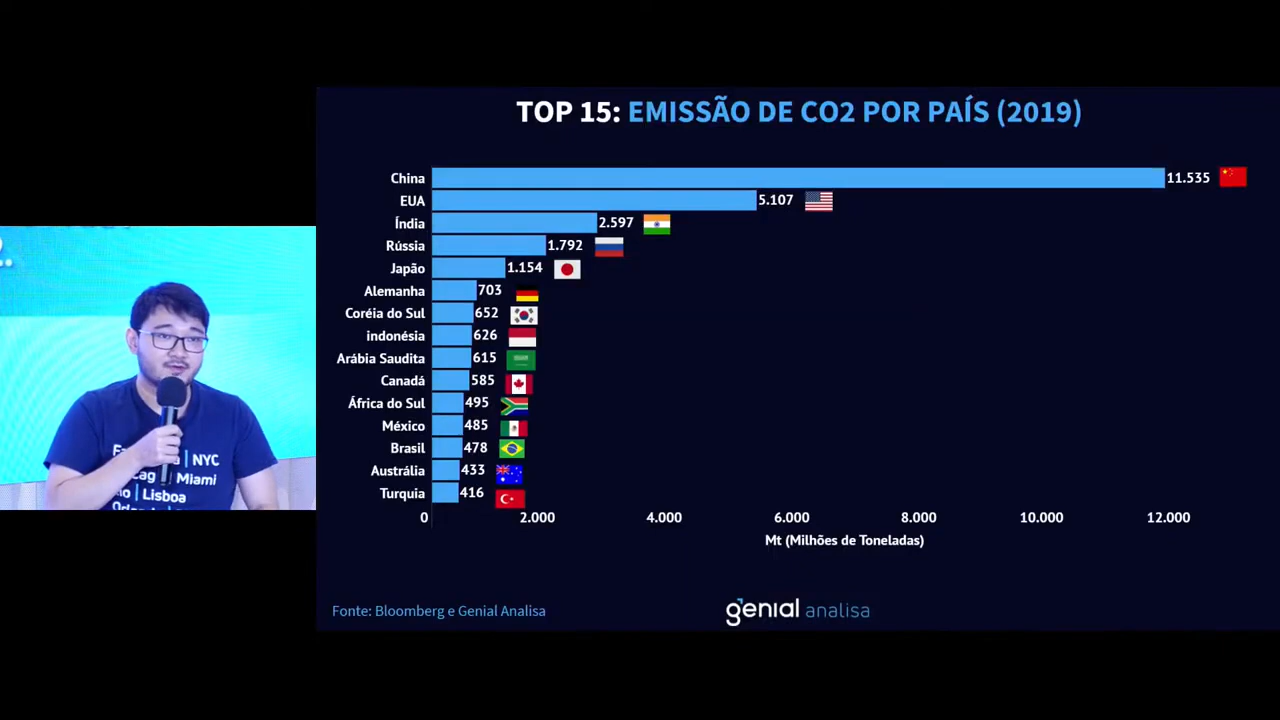 TOP 15: EMISSÃO DE CO2 POR PAÍS (2019)
China 11.535
EUA 5.107
Índia 2.597
Rússia 1.792
Japão 1.154
Alemanha 703
Coréia do Sul 652
indonésia 626
Arábia Saudita 615
Canadá 585
África do Sul 495
México 485
Brasil 478
Austrália 433
Turquia 416
0 2.000 4.000 6.000 8.000 10.000 12.000
Mt (Milhões de Toneladas)
Fonte: Bloomberg e Genial Analisa
genial analisa
2.
| NYC
| Miami
| Lisboa